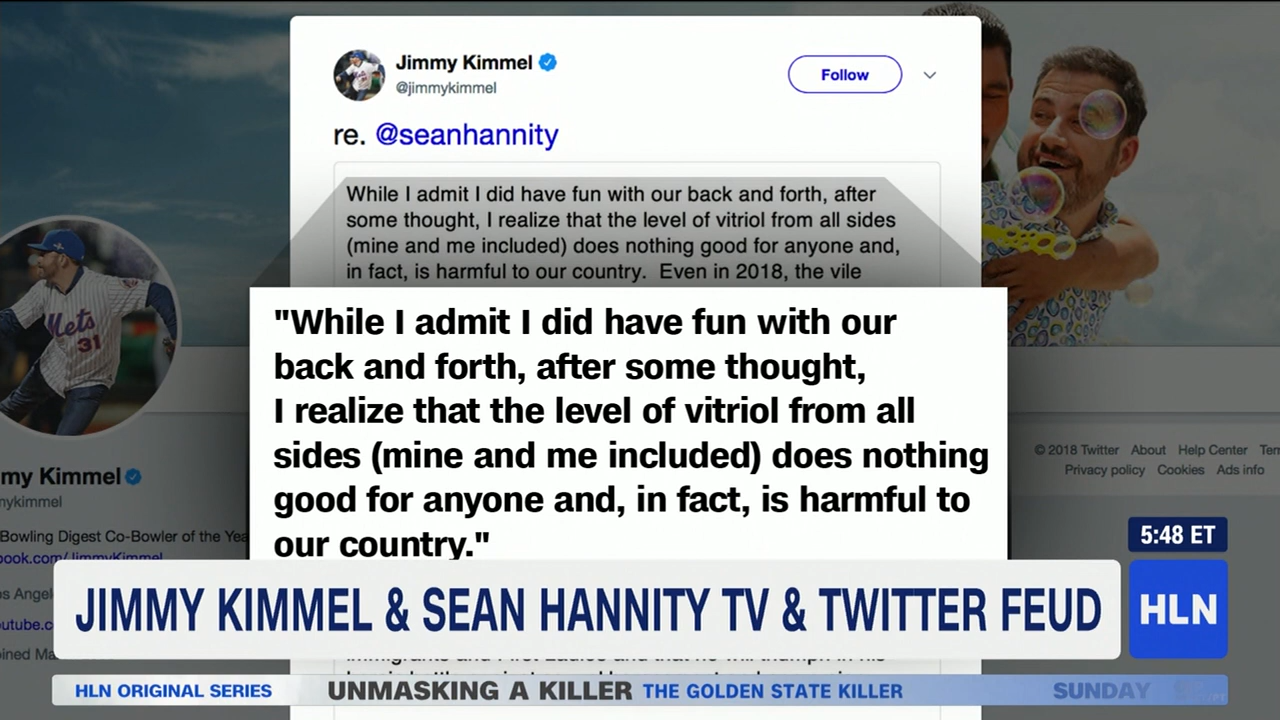 Jimmy Kimmel
@jimmykimmel
Follow
re. @seanhannity
While I admit I did have fun with our back and forth, after
some thought, I realize that the level of vitriol from all sides
(mine and me included) does nothing good for anyone and,
in fact, is harmful to our country. Even in 2018, the vile
"While I admit I did have fun with our
back and forth, after some thought,
I realize that the level of vitriol from all
sides (mine and me included) does nothing
good for anyone and, in fact, is harmful to
our country."
Mets
31
my Kimmel
mykimmel
Bowling Digest Co-Bowler of the Yea
ook.com/JimmyKimmel
os Angel
outube.c
oined Ma
© 2018 Twitter About Help Center Ter
Privacy policy Cookies Ads info
5:48 ET
HLN
JIMMY KIMMEL & SEAN HANNITY TV & TWITTER FEUD
HLN ORIGINAL SERIES UNMASKING A KILLER THE GOLDEN STATE KILLER SUNDAY